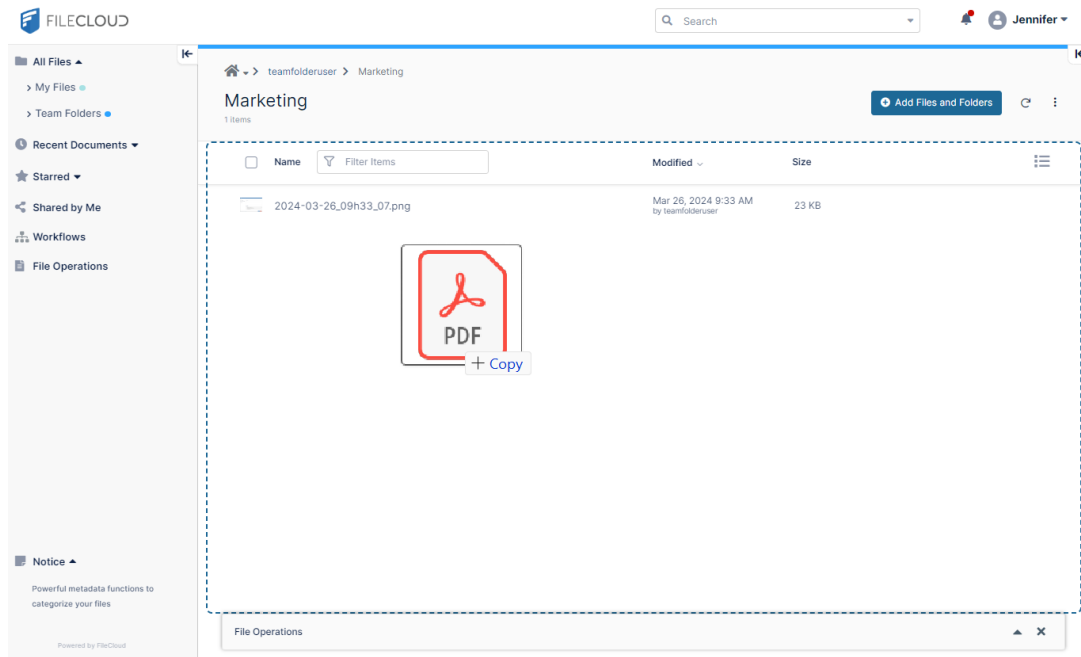 FILECLOUD
Search
Jennifer
All Files
My Files
Team Folders
Recent Documents
Starred
Shared by Me
Workflows
File Operations
teamfolderuser > Marketing
Marketing
1 items
Add Files and Folders
Name
Filter Items
Modified
Size
2024-03-26_09h33_07.png
Mar 26, 2024 9:33 AM
by teamfolderuser
23 KB
PDF
+ Copy
Notice
Powerful metadata functions to
categorize your files
Powered by FileCloud
File Operations